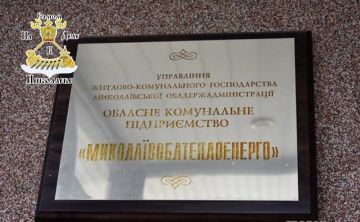 УПРАВЛІННЯ
ЖИТЛОВО-КОМУНАЛЬНОГО ГОСПОДАРСТВА
МИКОЛАЇВСЬКОЇ ОБЛДЕРЖАДМІНІСТРАЦІЇ
ОБЛАСНЕ КОМУНАЛЬНЕ
ПІДПРИЄМСТВО
«МИКОЛАЇВОБЛТЕПЛОЕНЕРГО»